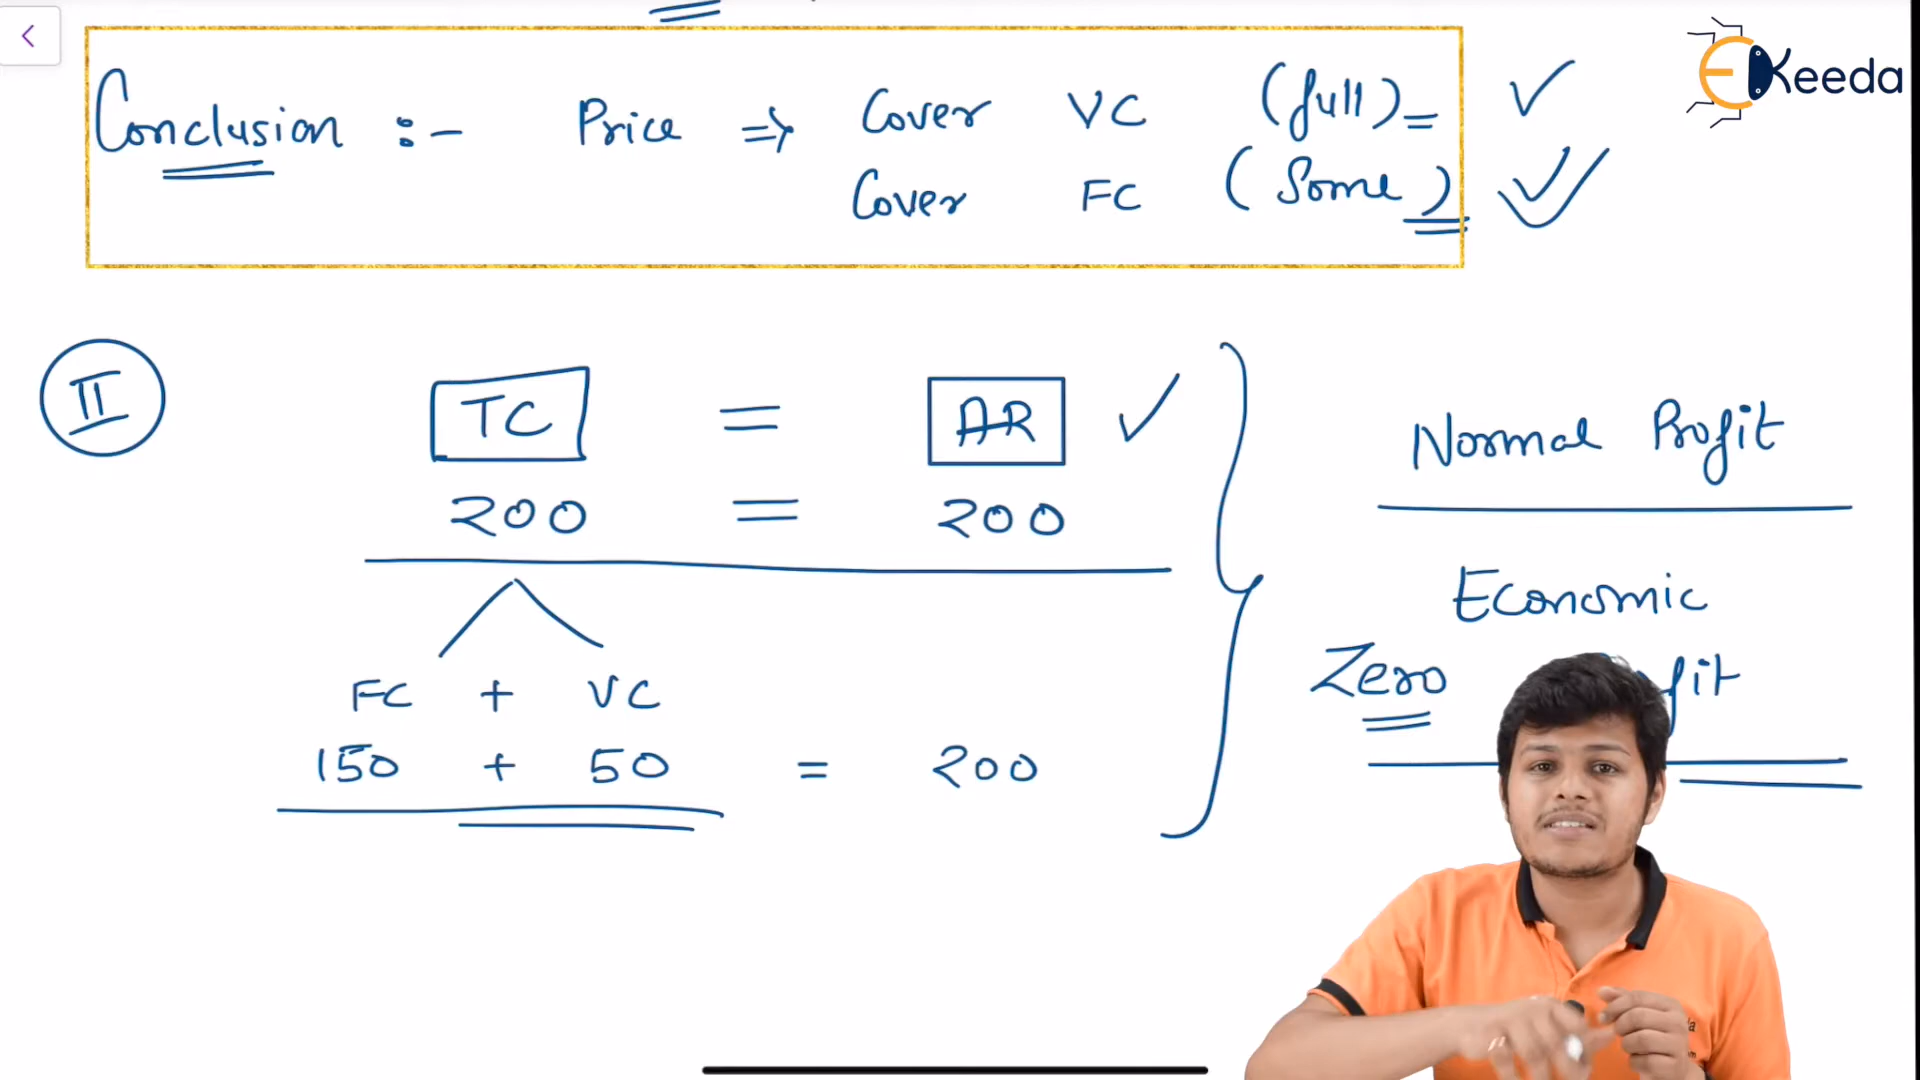 EKeeda
Conclusion :- Price => Cover VC (full)
Cover FC (Some)
II
TC = AR
200 = 200
FC + VC
150 + 50 = 200
Normal Profit
Economic
Zero